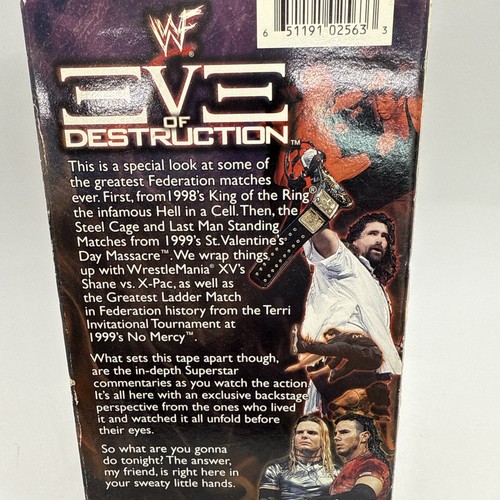 WF
®
6 51191 02563 3
EVE
OF
DESTRUCTION™
This is a special look at some of
the greatest Federation matches
ever. First, from 1998's King of the Ring
the infamous Hell in a Cell. Then, the
Steel Cage and Last Man Standing
Matches from 1999's St. Valentine's
Day Massacre™. We wrap things
up with WrestleMania® XV's
Shane vs. X-Pac, as well as
the Greatest Ladder Match
in Federation history from the Terri
Invitational Tournament at
1999's No Mercy™.
What sets this tape apart though,
are the in-depth Superstar
commentaries as you watch the action
It's all here with an exclusive backstage
perspective from the ones who lived
it and watched it all unfold before
their eyes.
So what are you gonna
do tonight? The answer,
my friend, is right here in
your sweaty little hands.